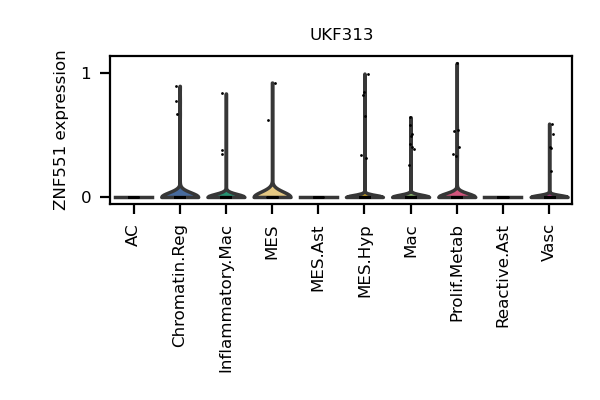 UKF313
ZNF551 expression
1
0
AC
Chromatin.Reg
Inflammatory.Mac
MES
MES.Ast
MES.Hyp
Mac
Prolif.Metab
Reactive.Ast
Vasc